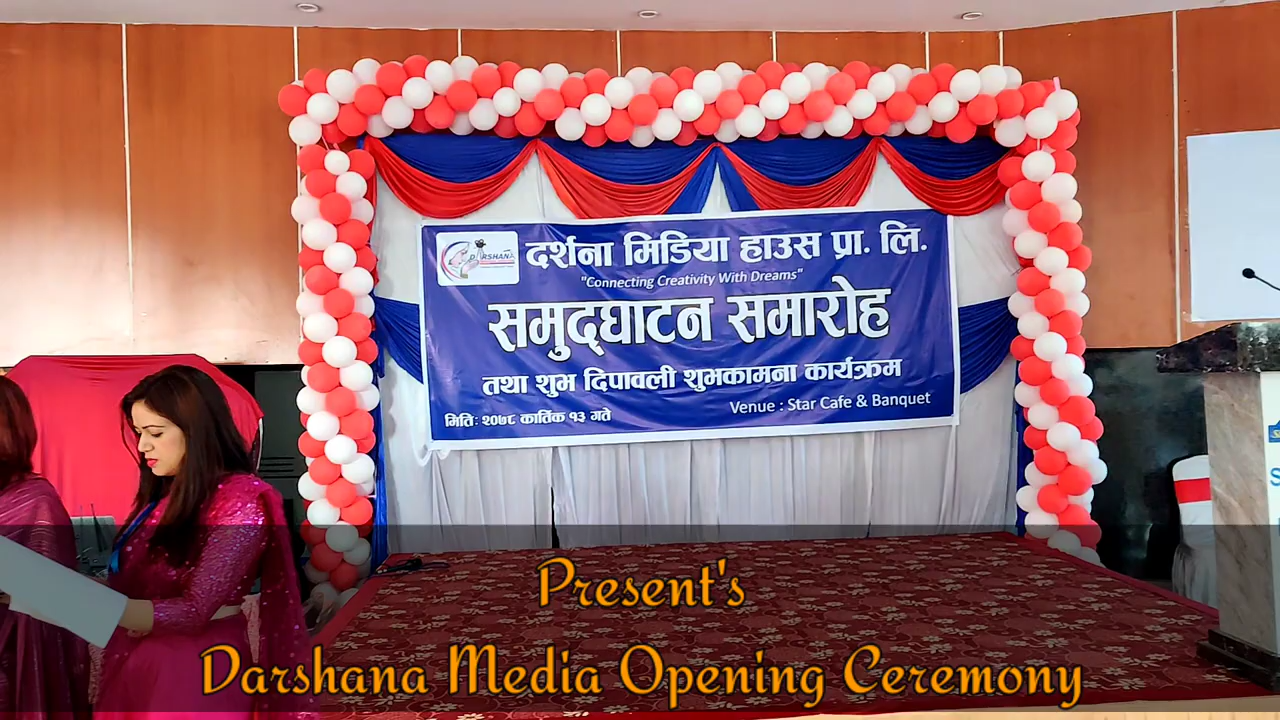 DARSHANA
दर्शना मिडिया हाउस प्रा. लि.
"Connecting Creativity With Dreams"
समुद्घाटन समारोह
तथा शुभ दिपावली शुभकामना कार्यक्रम
मिति: २०७८ कार्तिक १३ गते
Venue : Star Cafe & Banquet
Present's
Darshana Media Opening Ceremony